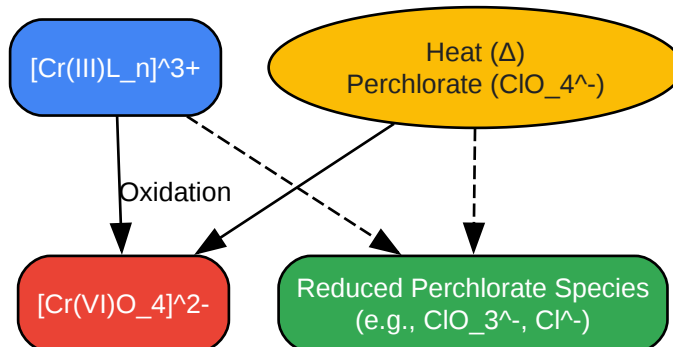 [Cr(III)L_n]^3+
Heat (Δ)
Perchlorate (ClO_4^-)
Oxidation
[Cr(VI)O_4]^2-
Reduced Perchlorate Species
(e.g., ClO_3^-, Cl^-)